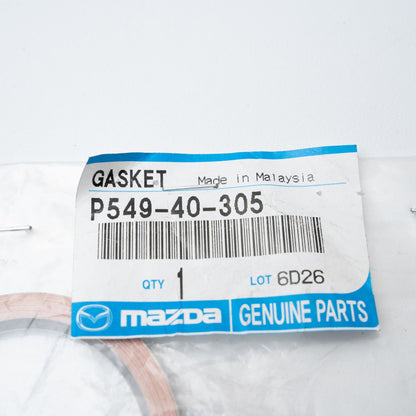 GASKET Made in Malaysia
P549-40-305
QTY 1 LOT 6D26
mazda GENUINE PARTS